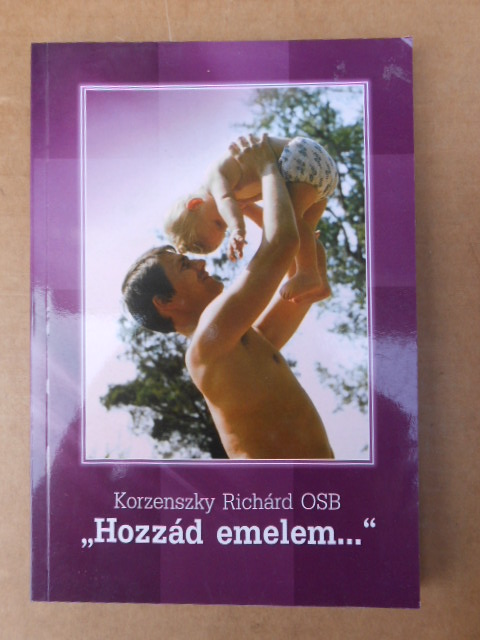 Korzenszky Richárd OSB
„Hozzád emelem...“